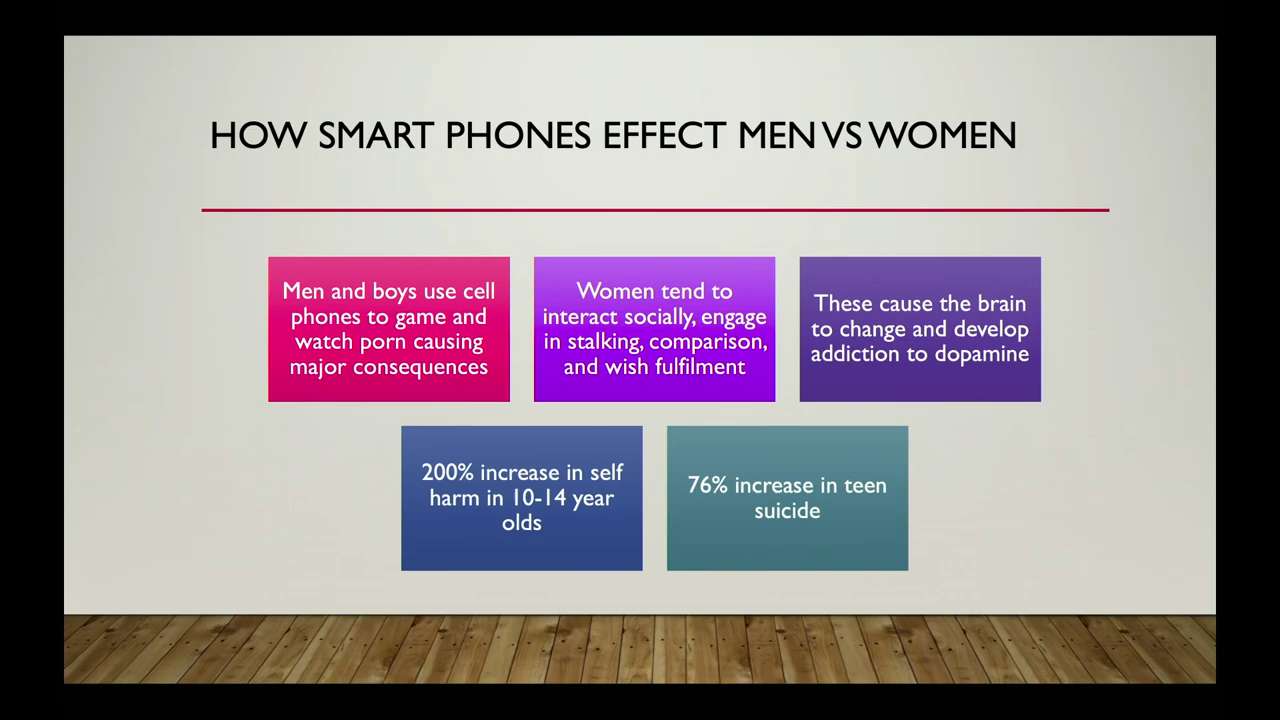 HOW SMART PHONES EFFECT MEN VS WOMEN
Men and boys use cell
phones to game and
watch porn causing
major consequences
Women tend to
interact socially, engage
in stalking, comparison,
and wish fulfilment
These cause the brain
to change and develop
addiction to dopamine
200% increase in self
harm in 10-14 year
olds
76% increase in teen
suicide